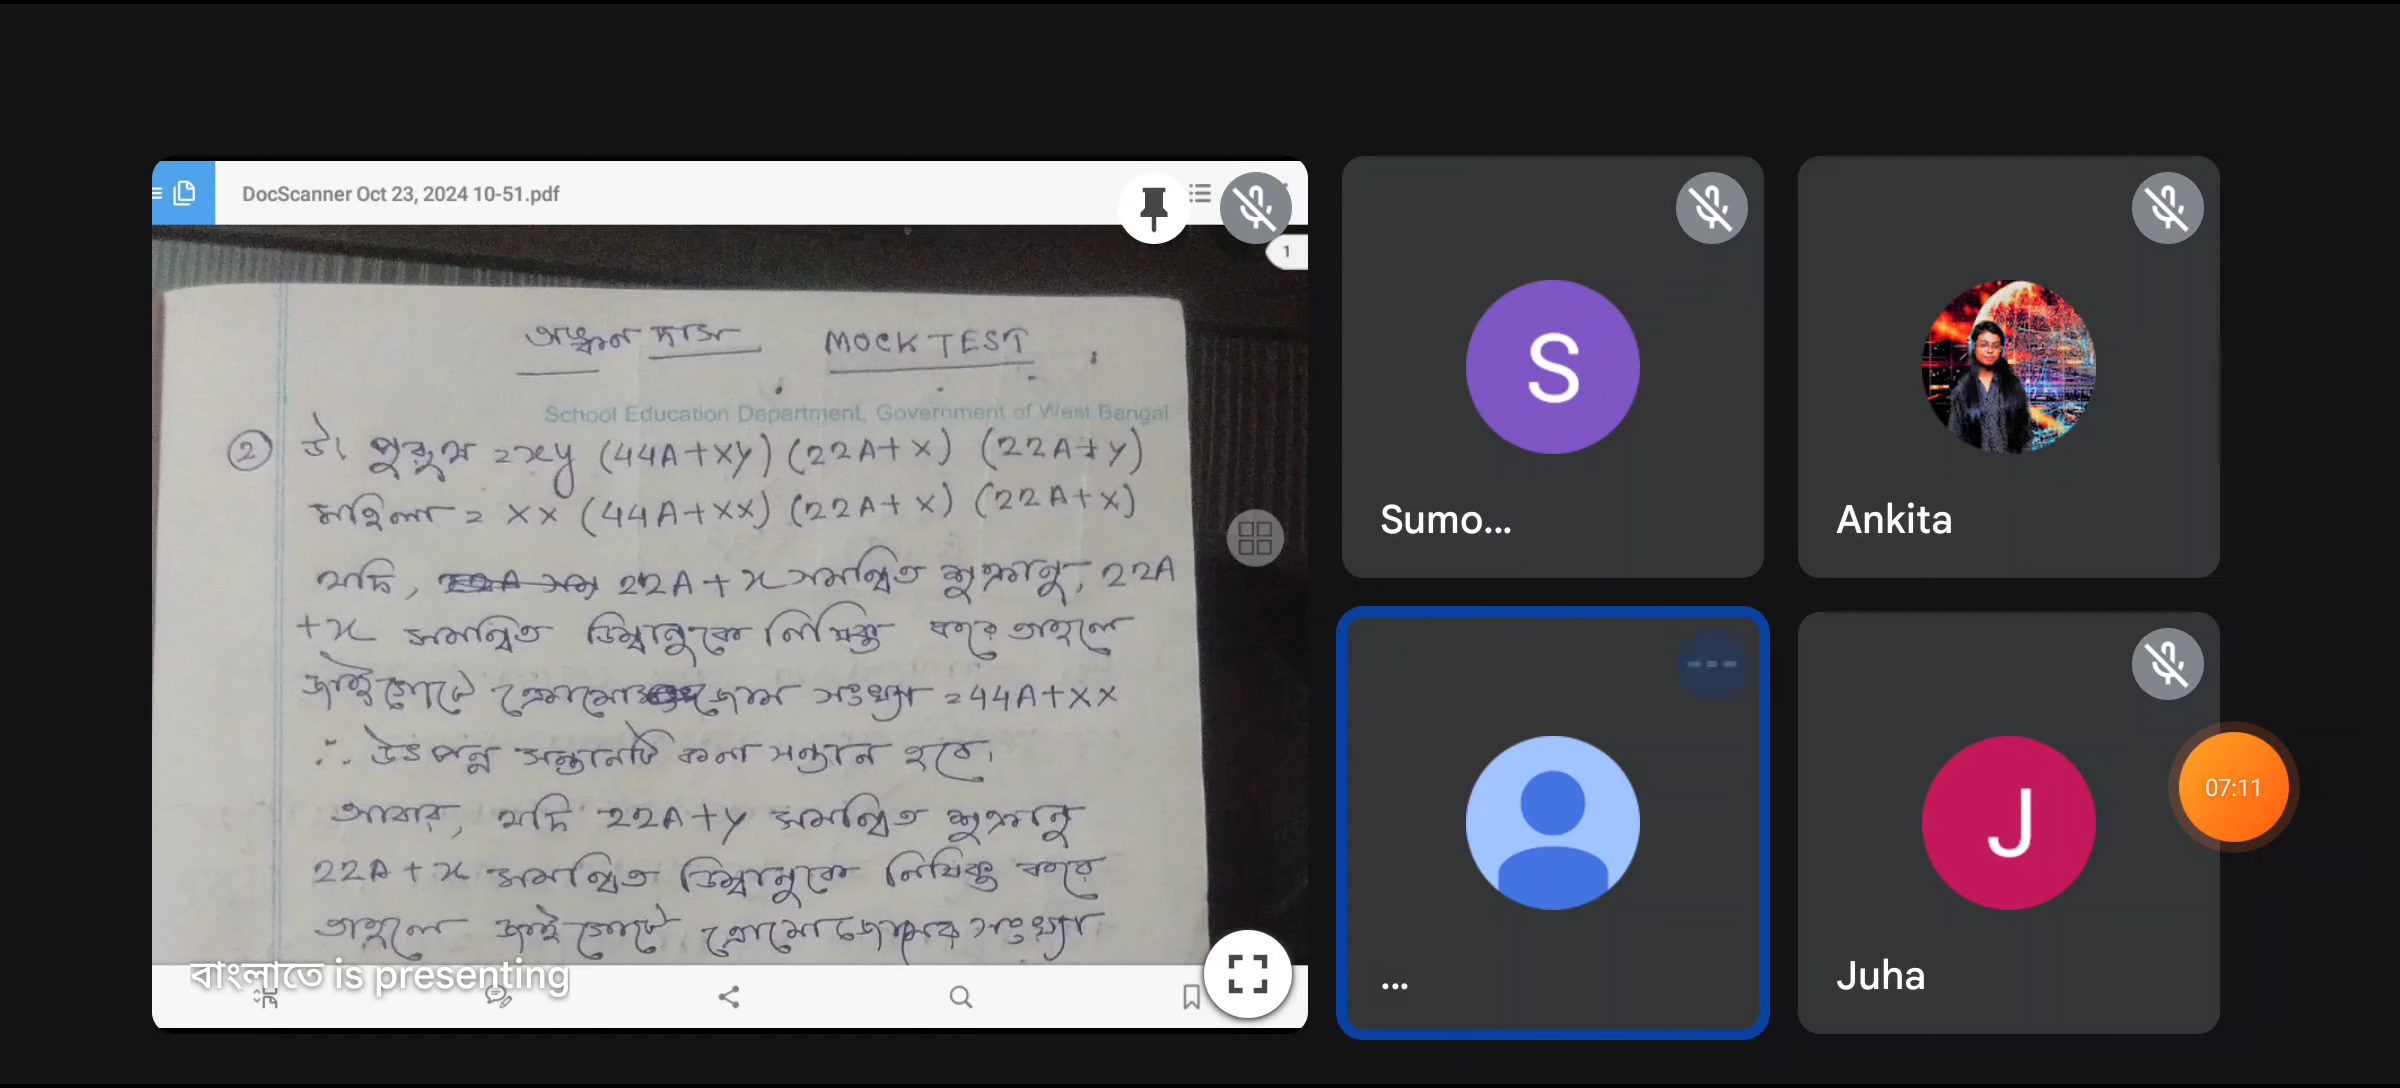 DocScanner Oct 23, 2024 10-51.pdf
1
দাস MOCK TEST
School Education Department, Government of West Bengal
② উ। পুরুষ = xy (44A+XY) (22A+X) (22A+Y)
মহিলা = XX (44A+XX) (22A+X) (22A+X)
যদি, 22A+x সমন্বিত শুক্রানু, 22A
+x সমন্বিত ডিম্বানুকে নিষিক্ত করে তাহলে
জাইগোটে ক্রোমোজোম সংখ্যা = 44A+XX
∴ উৎপন্ন সন্তানটি কন্যা সন্তান হবে।
আবার, যদি 22A+y সমন্বিত শুক্রানু
22A+x সমন্বিত ডিম্বানুকে নিষিক্ত করে
তাহলে জাইগোটে ক্রোমোজোমের সংখ্যা
বাংলাতে is presenting
S
Sumo...
Ankita
...
J
Juha
07:11